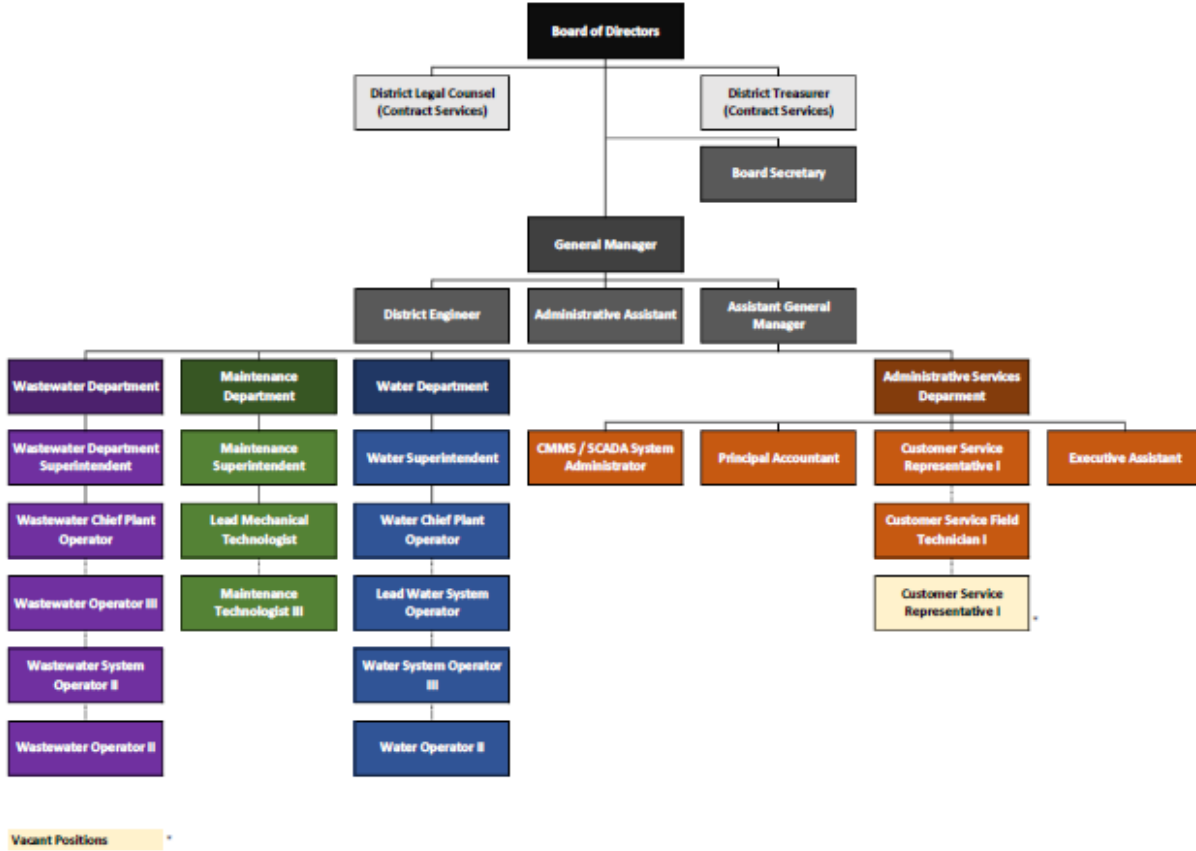 Board of Directors
District Legal Counsel
(Contract Services)
District Treasurer
(Contract Services)
Board Secretary
General Manager
District Engineer
Administrative Assistant
Assistant General
Manager
Wastewater Department
Maintenance
Department
Water Department
Administrative Services
Deparment
Wastewater Department
Superintendent
Maintenance
Superintendent
Water Superintendent
CMMS / SCADA System
Administrator
Principal Accountant
Customer Service
Representative I
Executive Assistant
Wastewater Chief Plant
Operator
Lead Mechanical
Technologist
Water Chief Plant
Operator
Customer Service Field
Technician I
Wastewater Operator III
Maintenance
Technologist III
Lead Water System
Operator
Customer Service
Representative I
*
Wastewater System
Operator II
Water System Operator
III
Wastewater Operator II
Water Operator II
Vacant Positions *